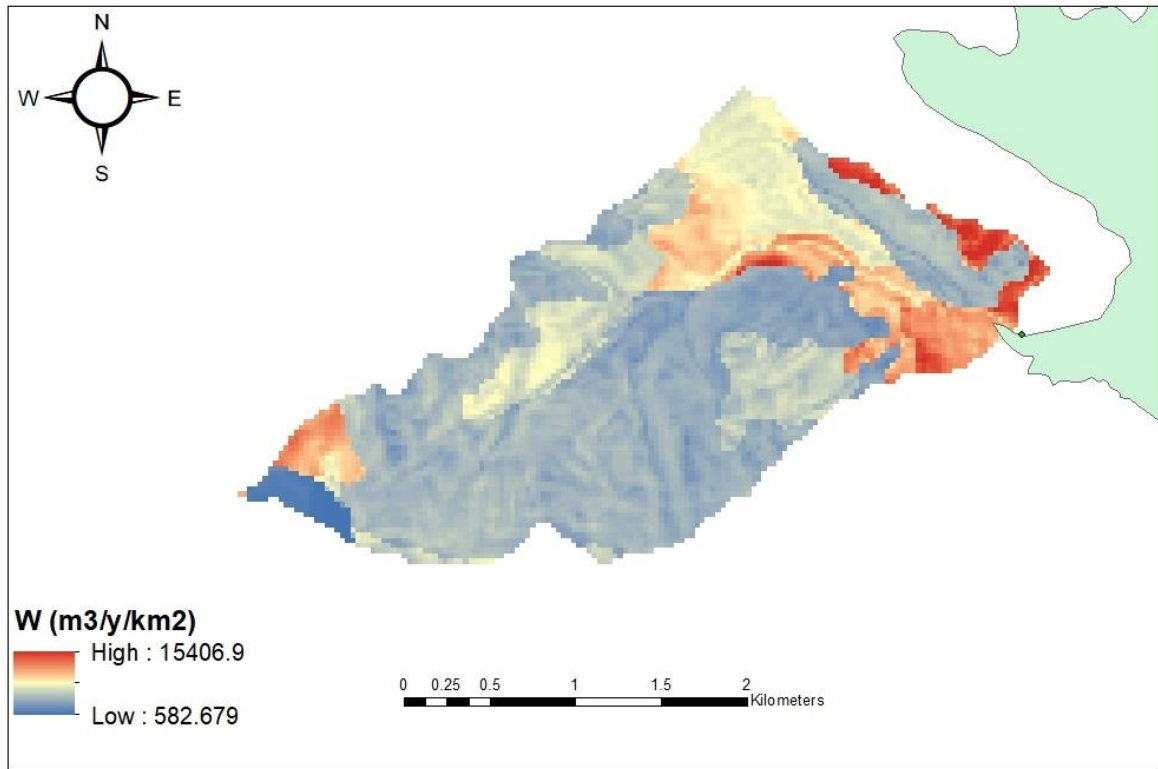 N
W E
S
W (m3/y/km2)
High : 15406.9
Low : 582.679
0 0.25 0.5 1 1.5 2
Kilometers